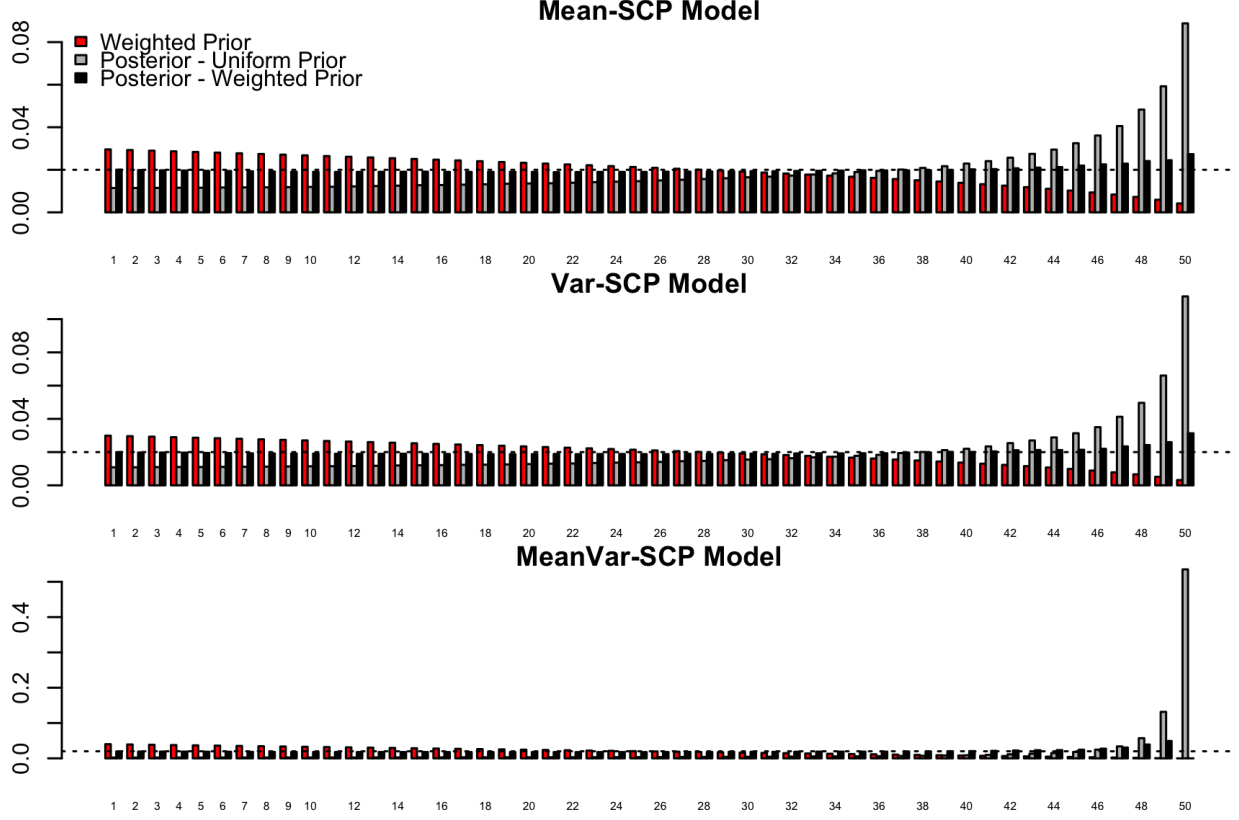 Mean-SCP Model
Weighted Prior
Posterior - Uniform Prior
Posterior - Weighted Prior
0.08
0.04
0.00
1 2 3 4 5 6 7 8 9 10 12 14 16 18 20 22 24 26 28 30 32 34 36 38 40 42 44 46 48 50
Var-SCP Model
0.08
0.04
0.00
1 2 3 4 5 6 7 8 9 10 12 14 16 18 20 22 24 26 28 30 32 34 36 38 40 42 44 46 48 50
MeanVar-SCP Model
0.4
0.2
0.0
1 2 3 4 5 6 7 8 9 10 12 14 16 18 20 22 24 26 28 30 32 34 36 38 40 42 44 46 48 50